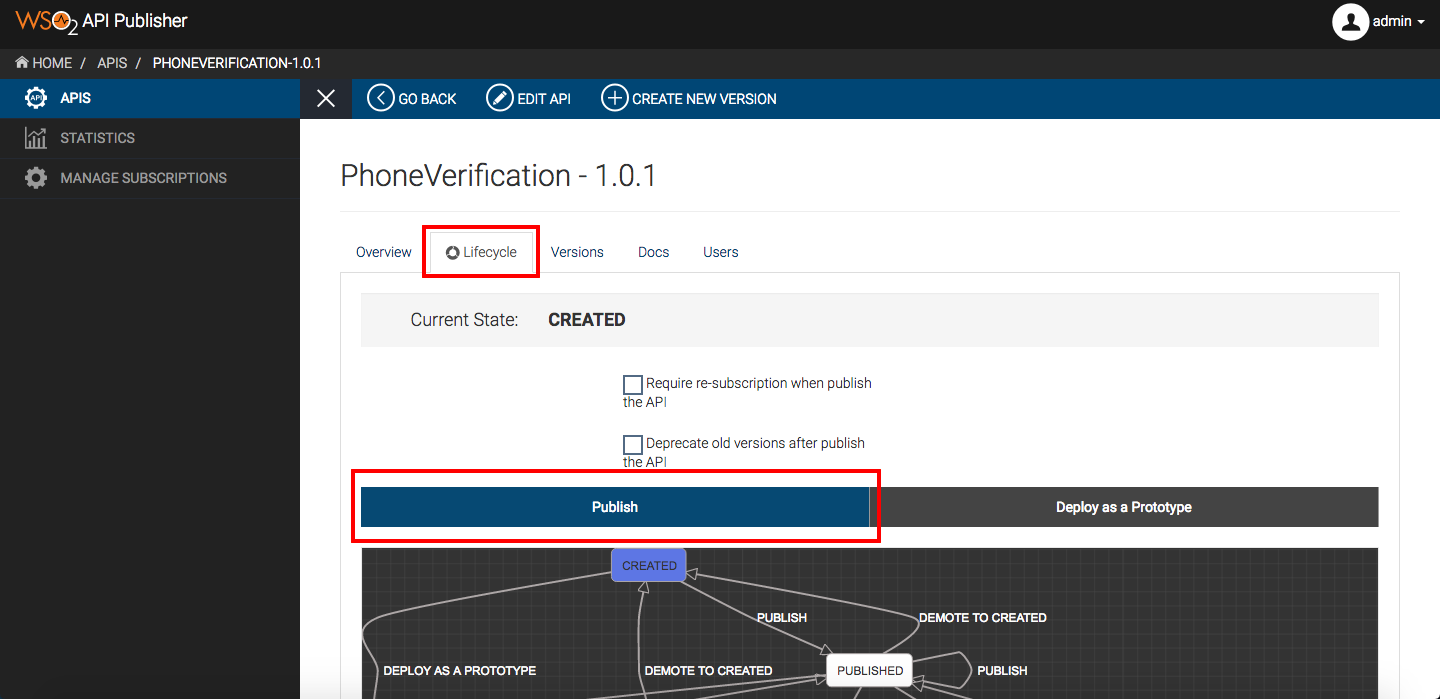 WSO2 API Publisher
admin
HOME / APIS / PHONEVERIFICATION-1.0.1
API APIS
GO BACK
EDIT API
CREATE NEW VERSION
STATISTICS
MANAGE SUBSCRIPTIONS
PhoneVerification - 1.0.1
Overview
Lifecycle
Versions
Docs
Users
Current State: CREATED
Require re-subscription when publish
the API
Deprecate old versions after publish
the API
Publish
Deploy as a Prototype
CREATED
PUBLISH
DEMOTE TO CREATED
DEPLOY AS A PROTOTYPE
DEMOTE TO CREATED
PUBLISHED
PUBLISH